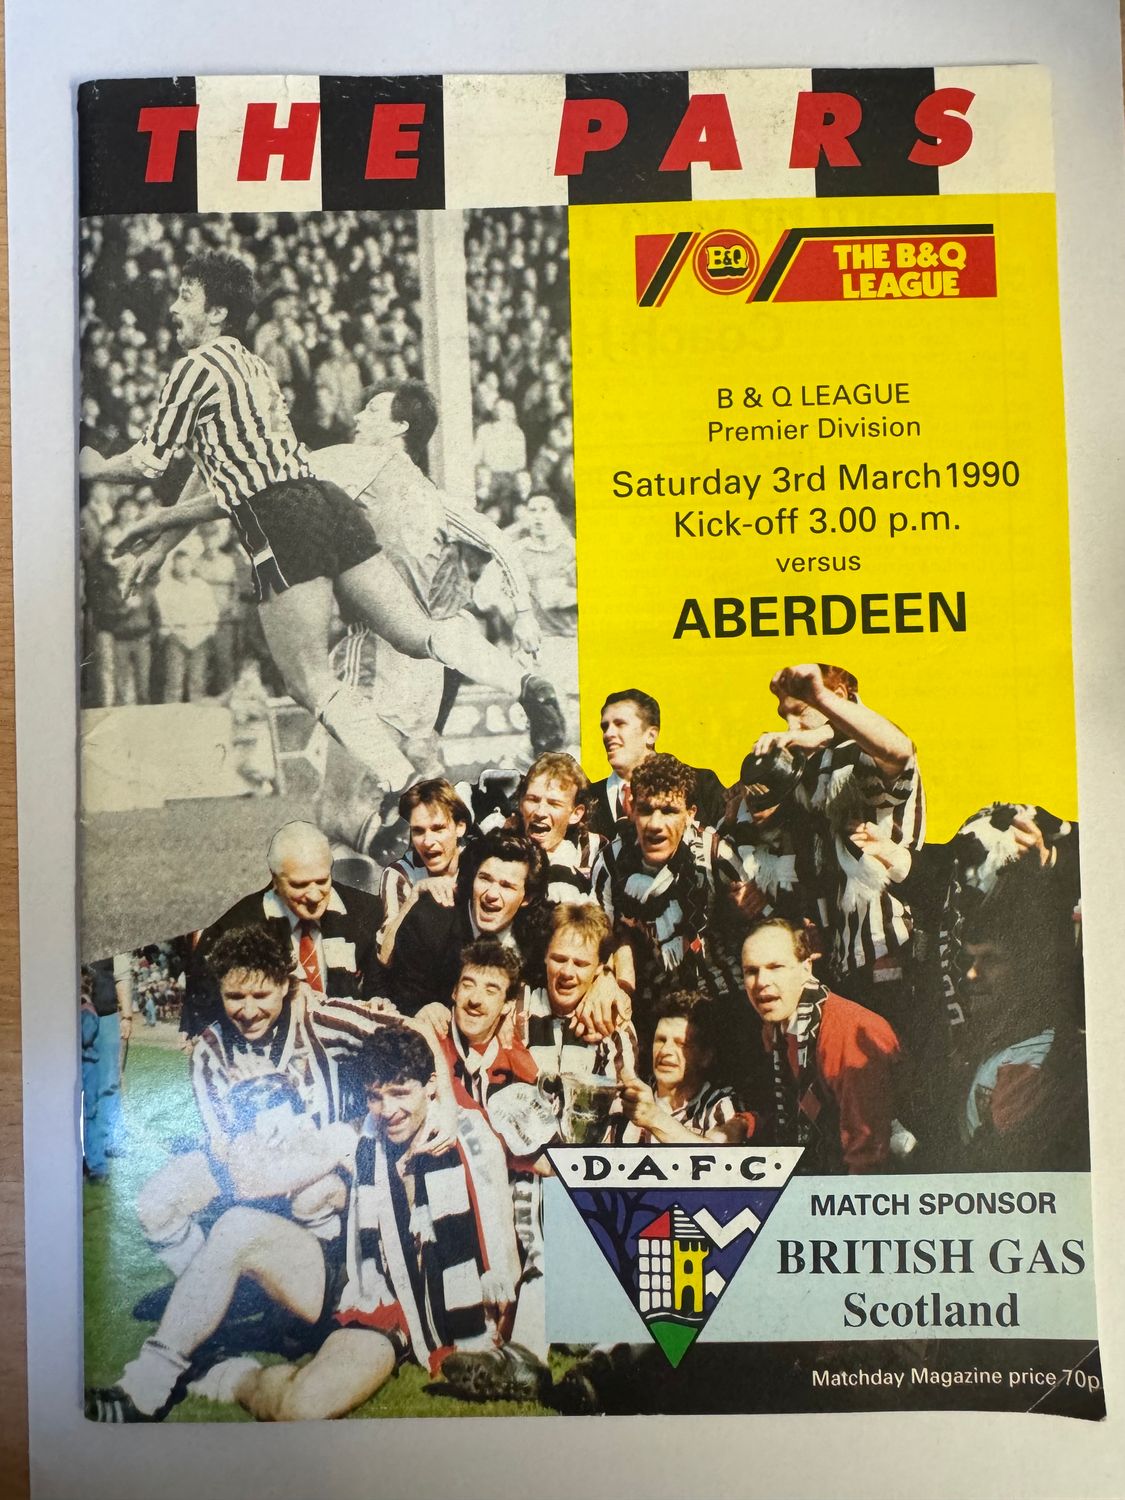 THE PARS
B&Q
THE B&Q
LEAGUE
B & Q LEAGUE
Premier Division
Saturday 3rd March 1990
Kick-off 3.00 p.m.
versus
ABERDEEN
·D·A·F·C·
MATCH SPONSOR
BRITISH GAS
Scotland
Matchday Magazine price 70p